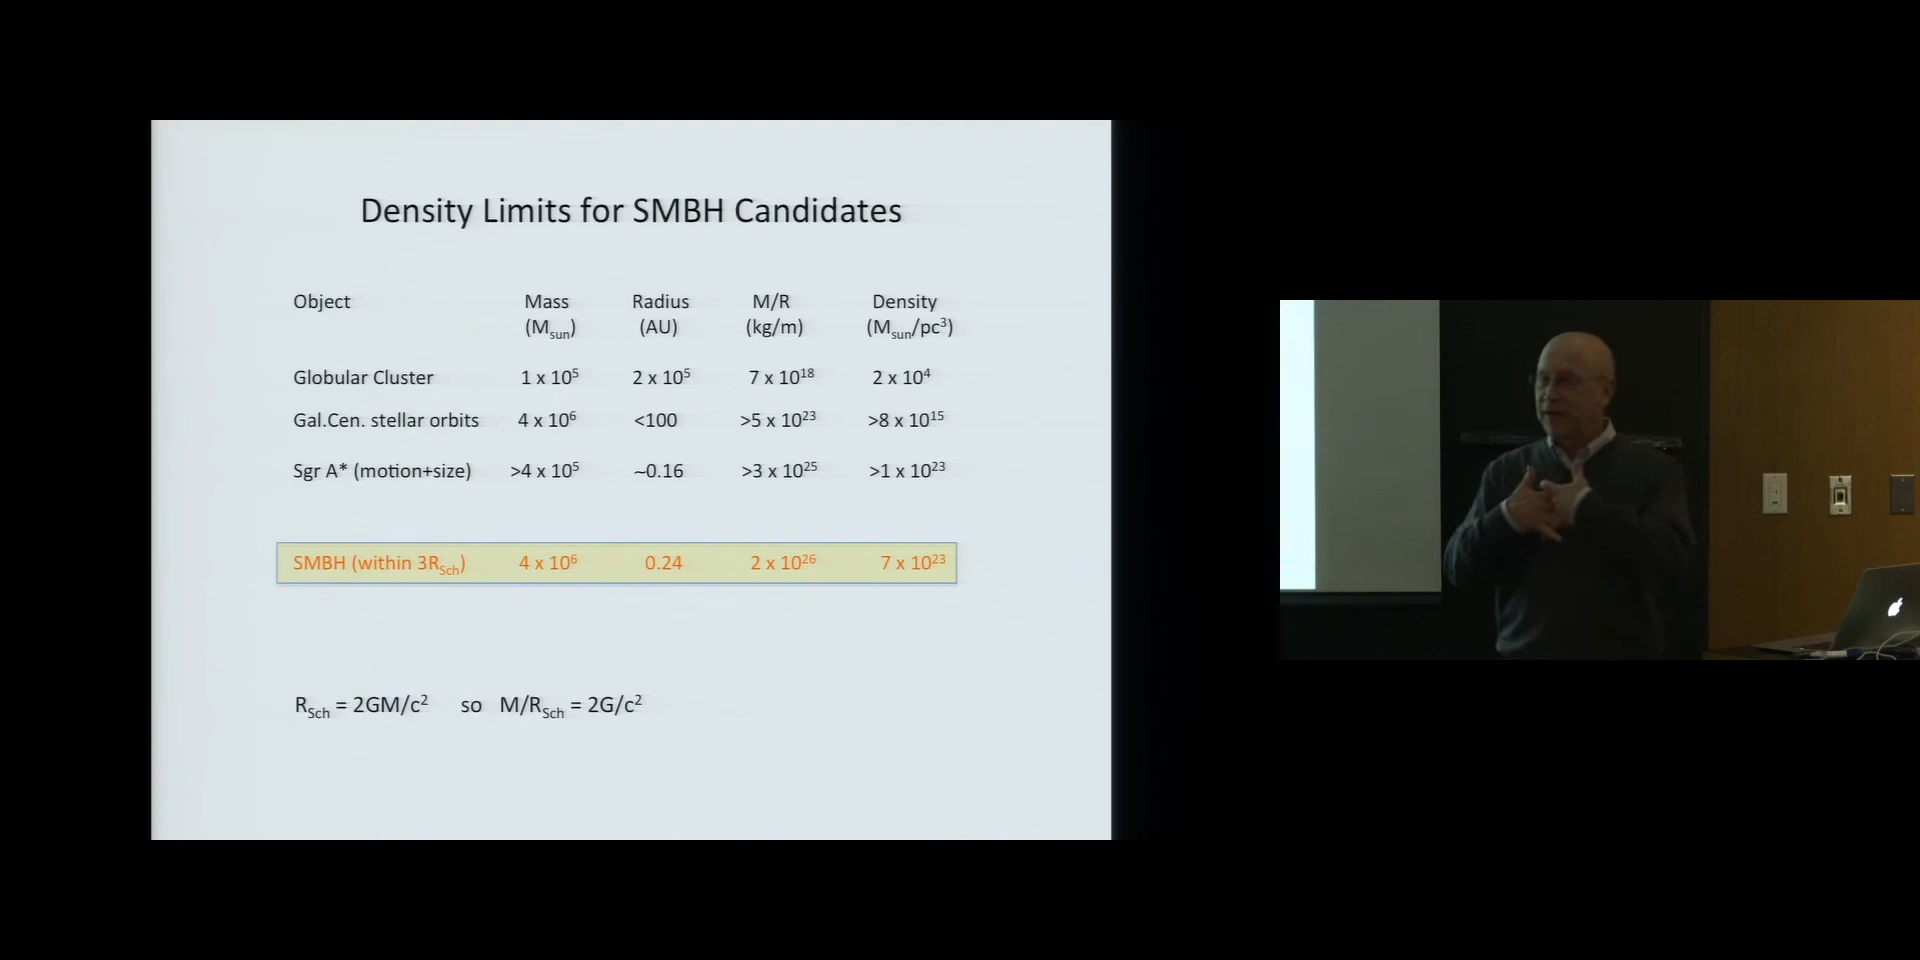 Density Limits for SMBH Candidates
Object Mass Radius M/R Density
(Msun) (AU) (kg/m) (Msun/pc³)
Globular Cluster 1 x 10⁵ 2 x 10⁵ 7 x 10¹⁸ 2 x 10⁴
Gal.Cen. stellar orbits 4 x 10⁶ <100 >5 x 10²³ >8 x 10¹⁵
Sgr A* (motion+size) >4 x 10⁵ ~0.16 >3 x 10²⁵ >1 x 10²³
SMBH (within 3RSch) 4 x 10⁶ 0.24 2 x 10²⁶ 7 x 10²³
RSch = 2GM/c² so M/RSch = 2G/c²